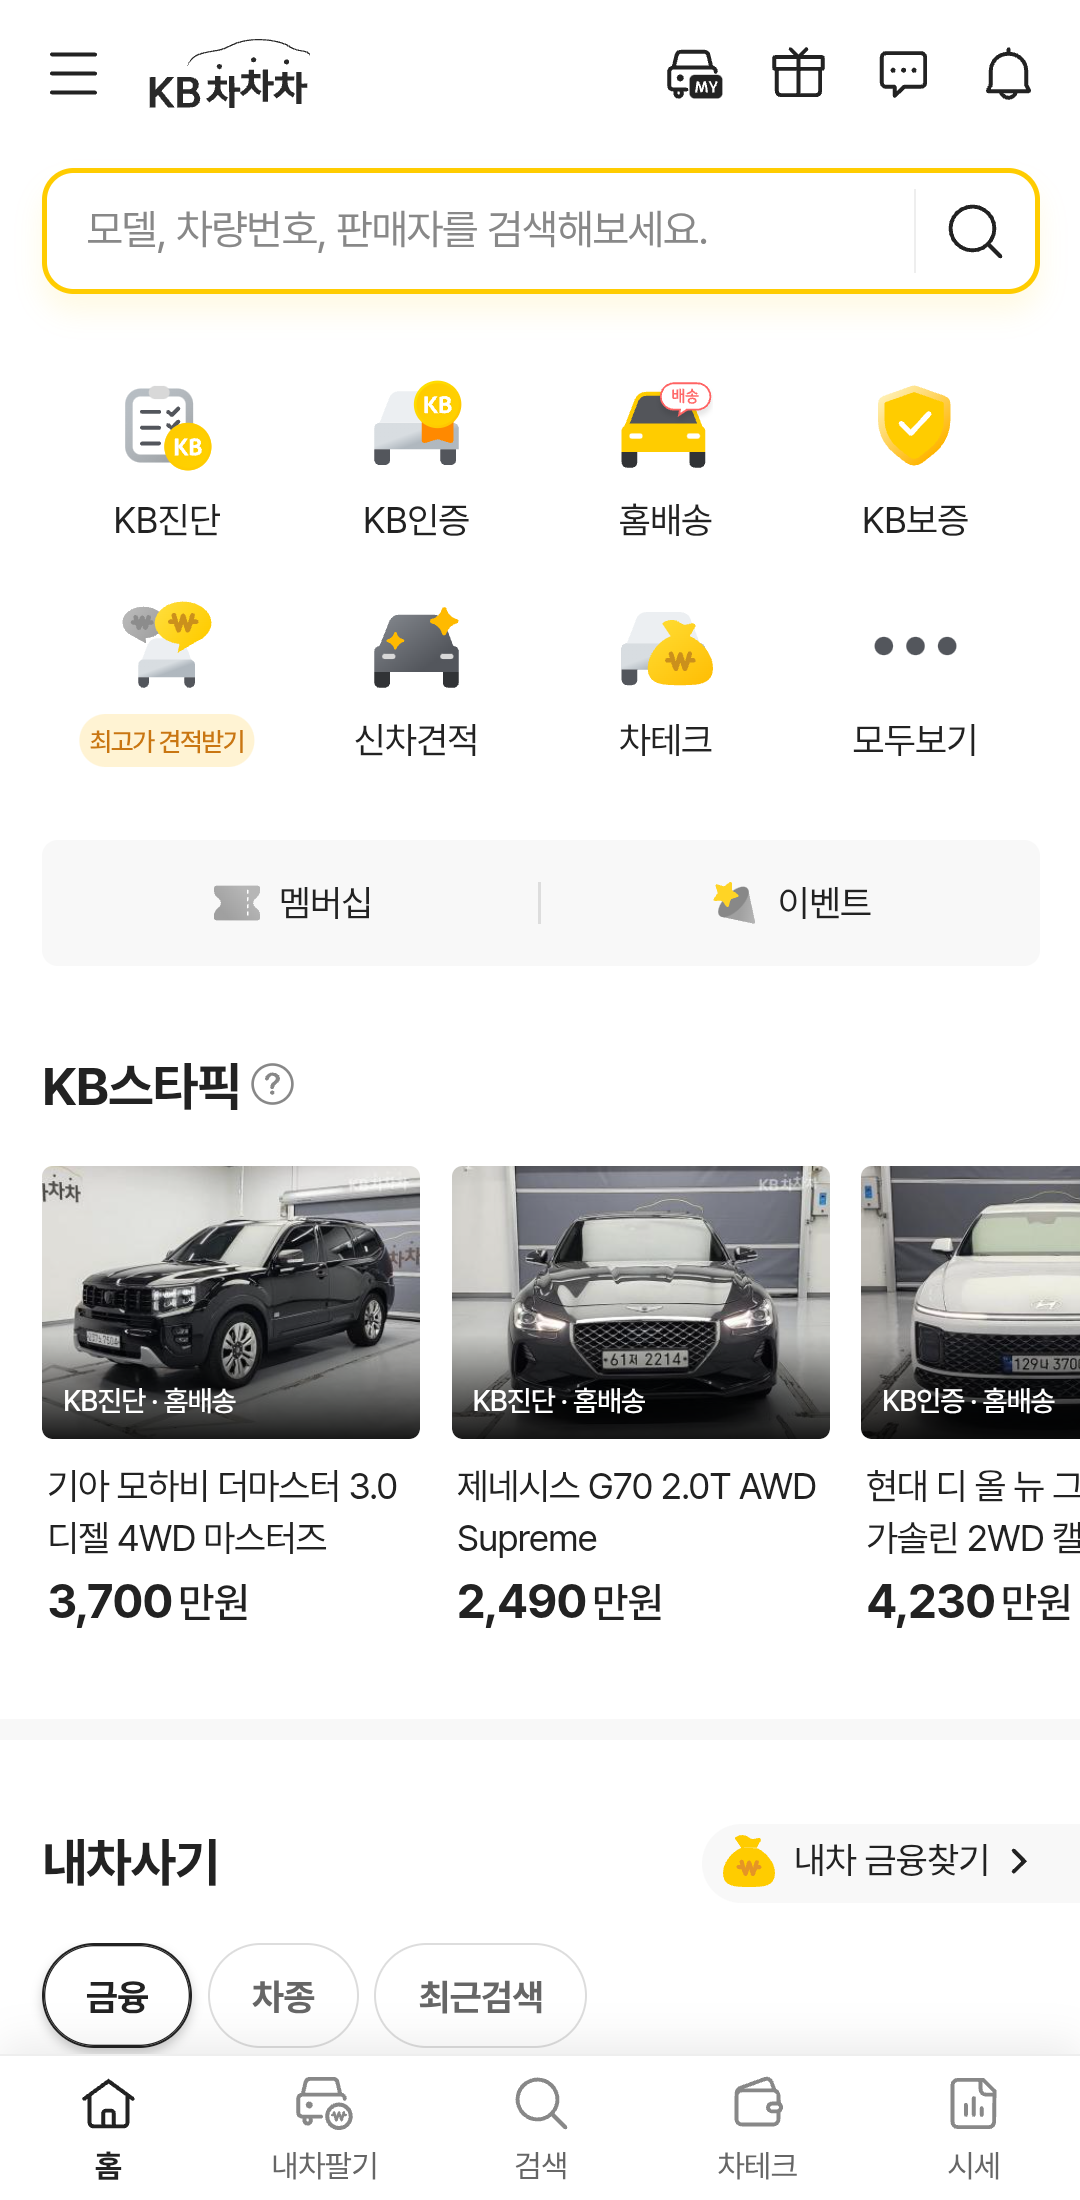 KB차차차
MY
모델, 차량번호, 판매자를 검색해보세요.
KB
KB
배송
KB진단
KB인증
홈배송
KB보증
최고가 견적받기
신차견적
차테크
모두보기
멤버십
이벤트
KB스타픽 ?
차차
KB차차차
KB진단 · 홈배송
61저 2214
KB진단 · 홈배송
129나 370
KB인증 · 홈배송
기아 모하비 더마스터 3.0
디젤 4WD 마스터즈
3,700 만원
제네시스 G70 2.0T AWD
Supreme
2,490 만원
현대 디 올 뉴 그
가솔린 2WD 캘
4,230 만원
내차사기
내차 금융찾기
금융
차종
최근검색
홈
내차팔기
검색
차테크
시세